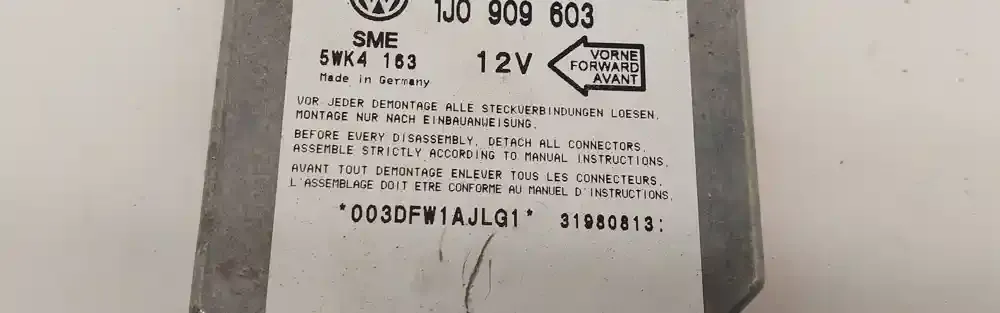 1J0 909 603
SME
5WK4 163
12V
VORNE
FORWARD
AVANT
Made in Germany
VOR JEDER DEMONTAGE ALLE STECKVERBINDUNGEN LOESEN.
MONTAGE NUR NACH EINBAUANWEISUNG.
BEFORE EVERY DISASSEMBLY, DETACH ALL CONNECTORS.
ASSEMBLE STRICTLY ACCORDING TO MANUAL INSTRUCTIONS.
AVANT TOUT DEMONTAGE ENLEVER TOUS LES CONNECTEURS.
L'ASSEMBLAGE DOIT ETRE CONFORME AU MANUEL D'INSTRUCTIONS.
*003DFW1AJLG1* 31980813: